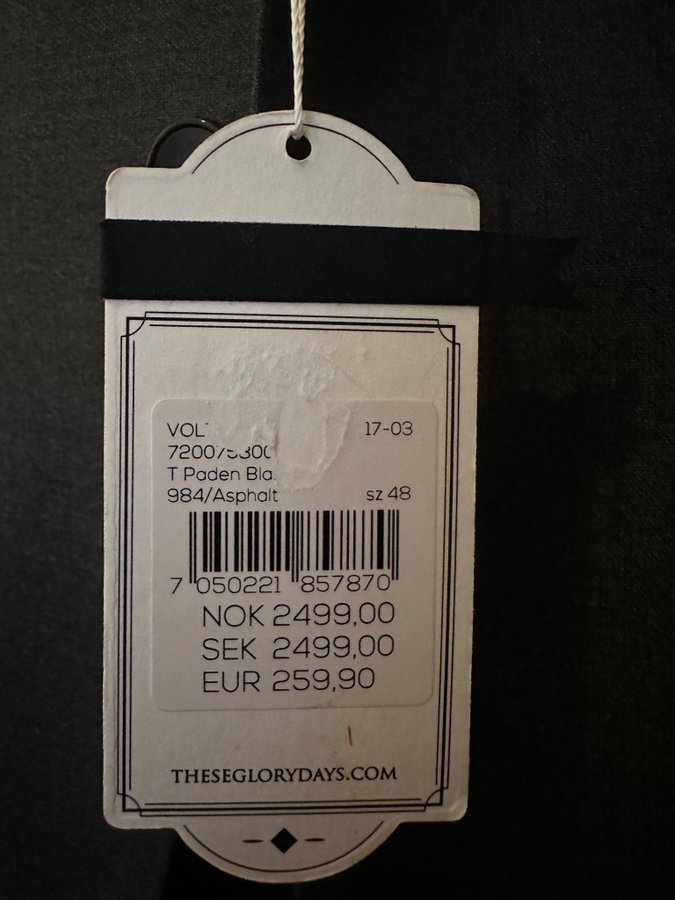 VOL
17-03
T Paden Bla
984/Asphalt
sz 48
7 050221 857870
NOK 2499,00
SEK 2499,00
EUR 259,90
THESEGLORYDAYS.COM